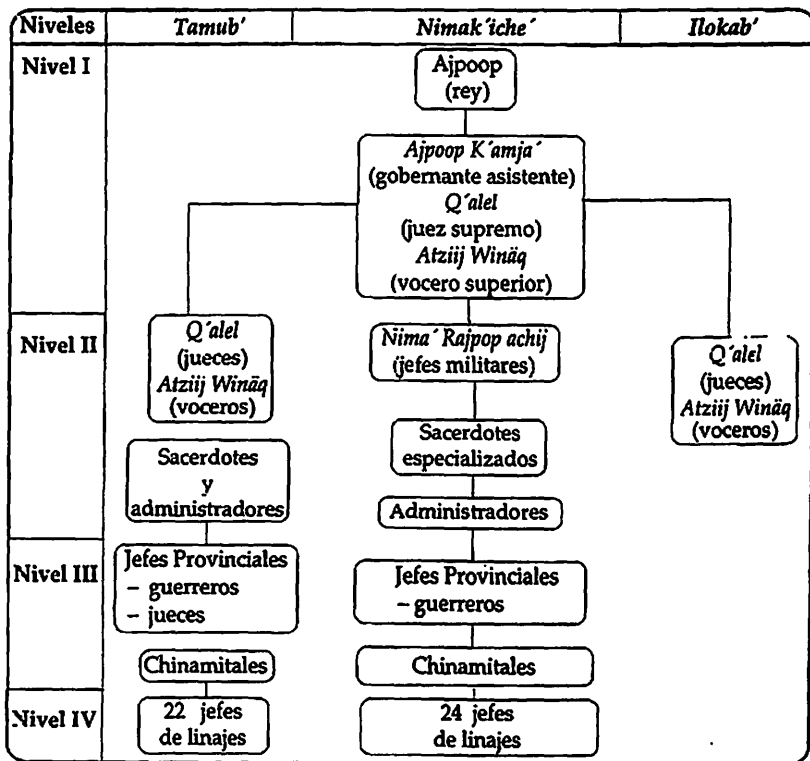 Niveles
Tamub'
Nimak´iche´
Ilokab'
Nivel I
Ajpoop
(rey)
Ajpoop K´amja´
(gobernante asistente)
Q´alel
(juez supremo)
Atziij Winäq
(vocero superior)
Nivel II
Q´alel
(jueces)
Atziij Winäq
(voceros)
Nima´ Rajpop achij
(jefes militares)
Q´alel
(jueces)
Atziij Winäq
(voceros)
Sacerdotes
y
administradores
Sacerdotes
especializados
Administradores
Nivel III
Jefes Provinciales
– guerreros
– jueces
Jefes Provinciales
– guerreros
Chinamitales
Chinamitales
Nivel IV
22 jefes
de linajes
24 jefes
de linajes